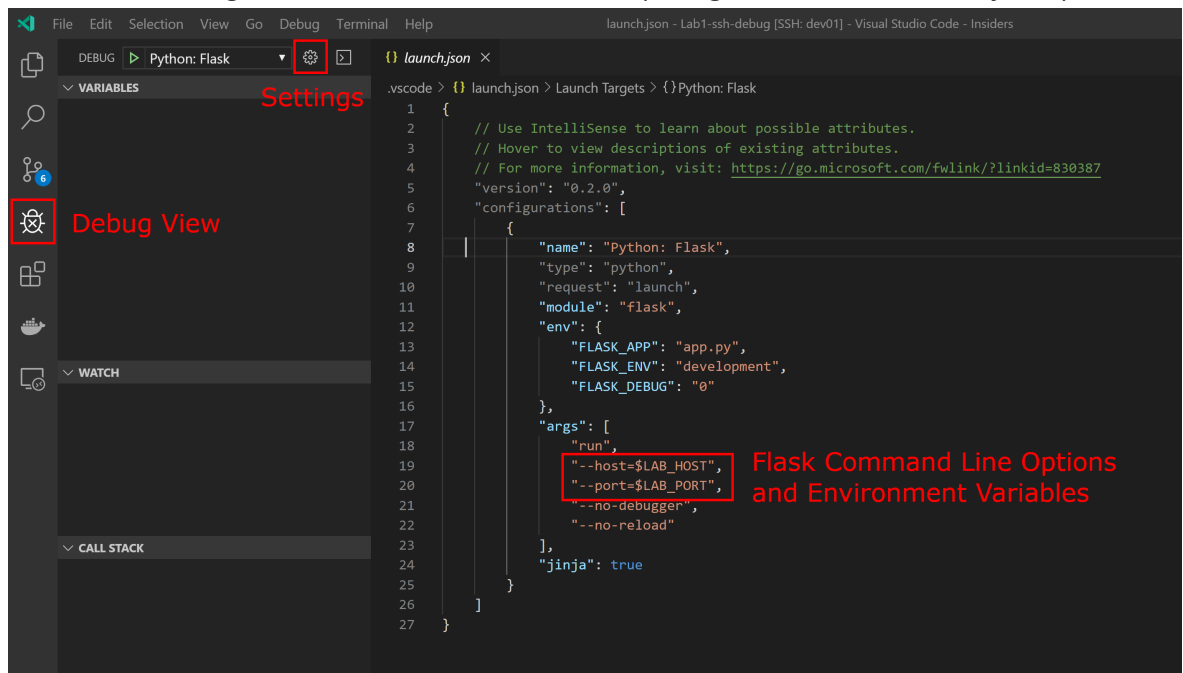 File Edit Selection View Go Debug Terminal Help launch.json - Lab1-ssh-debug [SSH: dev01] - Visual Studio Code - Insiders
DEBUG Python: Flask
Settings
VARIABLES
6
Debug View
WATCH
CALL STACK
{} launch.json ×
.vscode > {} launch.json > Launch Targets > {} Python: Flask
1 {
2 // Use IntelliSense to learn about possible attributes.
3 // Hover to view descriptions of existing attributes.
4 // For more information, visit: https://go.microsoft.com/fwlink/?linkid=830387
5 "version": "0.2.0",
6 "configurations": [
7 {
8 "name": "Python: Flask",
9 "type": "python",
10 "request": "launch",
11 "module": "flask",
12 "env": {
13 "FLASK_APP": "app.py",
14 "FLASK_ENV": "development",
15 "FLASK_DEBUG": "0"
16 },
17 "args": [
18 "run",
19 "--host=$LAB_HOST",
20 "--port=$LAB_PORT",
21 "--no-debugger",
22 "--no-reload"
23 ],
24 "jinja": true
25 }
26 ]
27 }
Flask Command Line Options
and Environment Variables